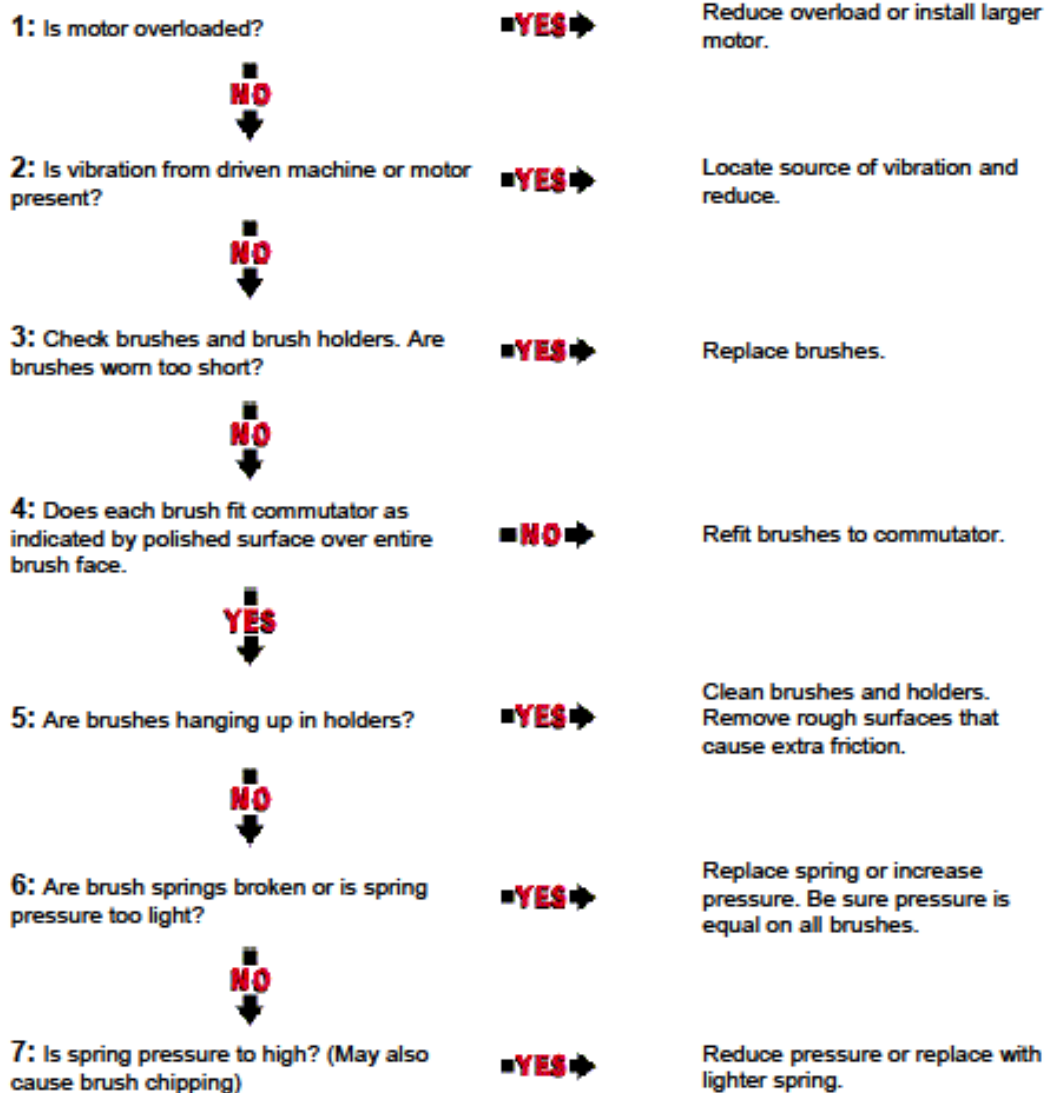 1: Is motor overloaded?
YES
Reduce overload or install larger
motor.
NO
2: Is vibration from driven machine or motor
present?
YES
Locate source of vibration and
reduce.
NO
3: Check brushes and brush holders. Are
brushes worn too short?
YES
Replace brushes.
NO
4: Does each brush fit commutator as
indicated by polished surface over entire
brush face.
NO
Refit brushes to commutator.
YES
5: Are brushes hanging up in holders?
YES
Clean brushes and holders.
Remove rough surfaces that
cause extra friction.
NO
6: Are brush springs broken or is spring
pressure too light?
YES
Replace spring or increase
pressure. Be sure pressure is
equal on all brushes.
NO
7: Is spring pressure to high? (May also
cause brush chipping)
YES
Reduce pressure or replace with
lighter spring.